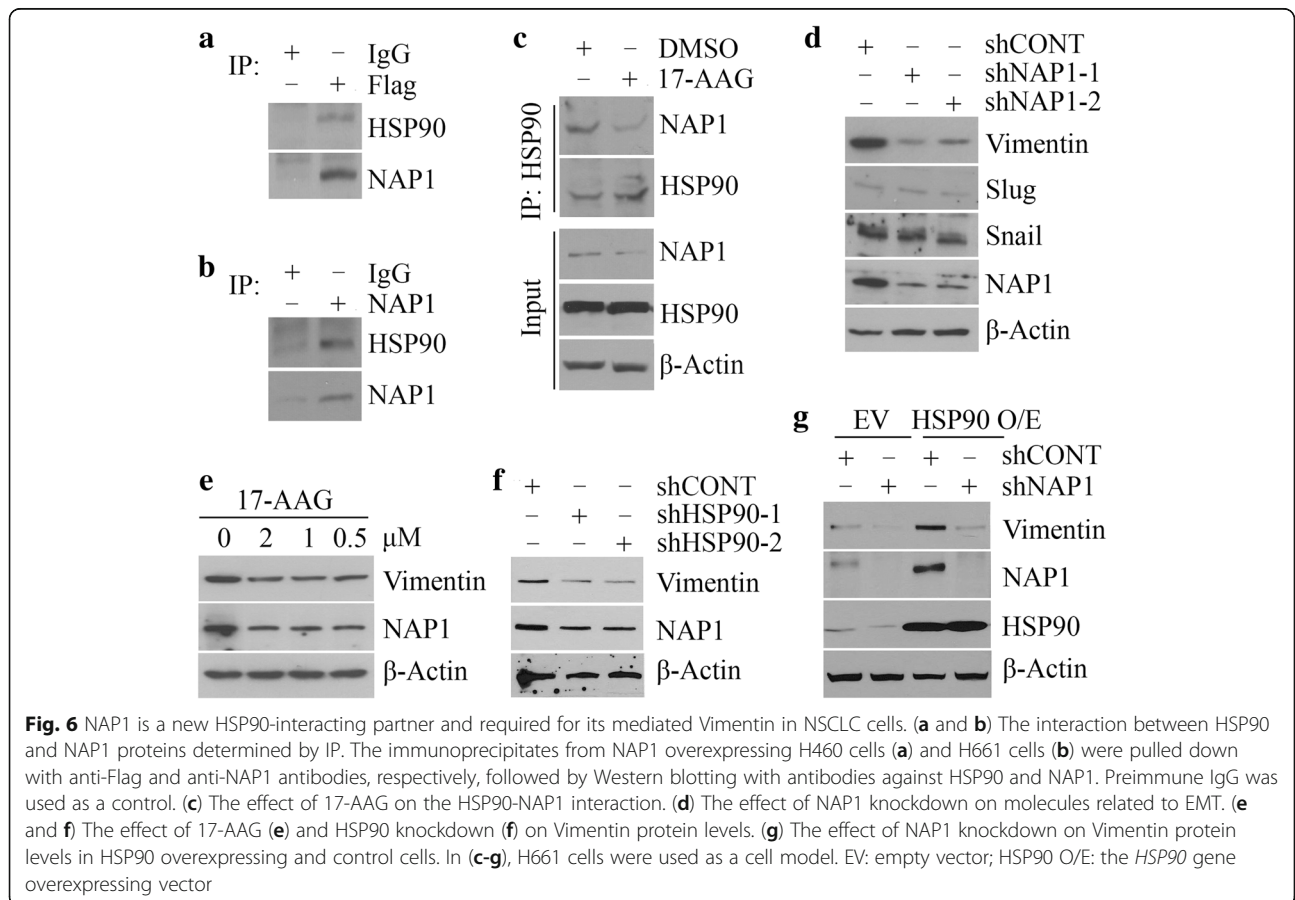 a
IP: + − IgG
− + Flag
HSP90
NAP1
b
IP: + − IgG
− + NAP1
HSP90
NAP1
c
+ − DMSO
− + 17-AAG
IP: HSP90
NAP1
HSP90
Input
NAP1
HSP90
β-Actin
d
+ − − shCONT
− + − shNAP1-1
− − + shNAP1-2
Vimentin
Slug
Snail
NAP1
β-Actin
e
17-AAG
0 2 1 0.5 μM
Vimentin
NAP1
β-Actin
f
+ − − shCONT
− + − shHSP90-1
− − + shHSP90-2
Vimentin
NAP1
β-Actin
g
EV HSP90 O/E
+ − + − shCONT
− + − + shNAP1
Vimentin
NAP1
HSP90
β-Actin
Fig. 6 NAP1 is a new HSP90-interacting partner and required for its mediated Vimentin in NSCLC cells. (a and b) The interaction between HSP90
and NAP1 proteins determined by IP. The immunoprecipitates from NAP1 overexpressing H460 cells (a) and H661 cells (b) were pulled down
with anti-Flag and anti-NAP1 antibodies, respectively, followed by Western blotting with antibodies against HSP90 and NAP1. Preimmune IgG was
used as a control. (c) The effect of 17-AAG on the HSP90-NAP1 interaction. (d) The effect of NAP1 knockdown on molecules related to EMT. (e
and f) The effect of 17-AAG (e) and HSP90 knockdown (f) on Vimentin protein levels. (g) The effect of NAP1 knockdown on Vimentin protein
levels in HSP90 overexpressing and control cells. In (c-g), H661 cells were used as a cell model. EV: empty vector; HSP90 O/E: the HSP90 gene
overexpressing vector